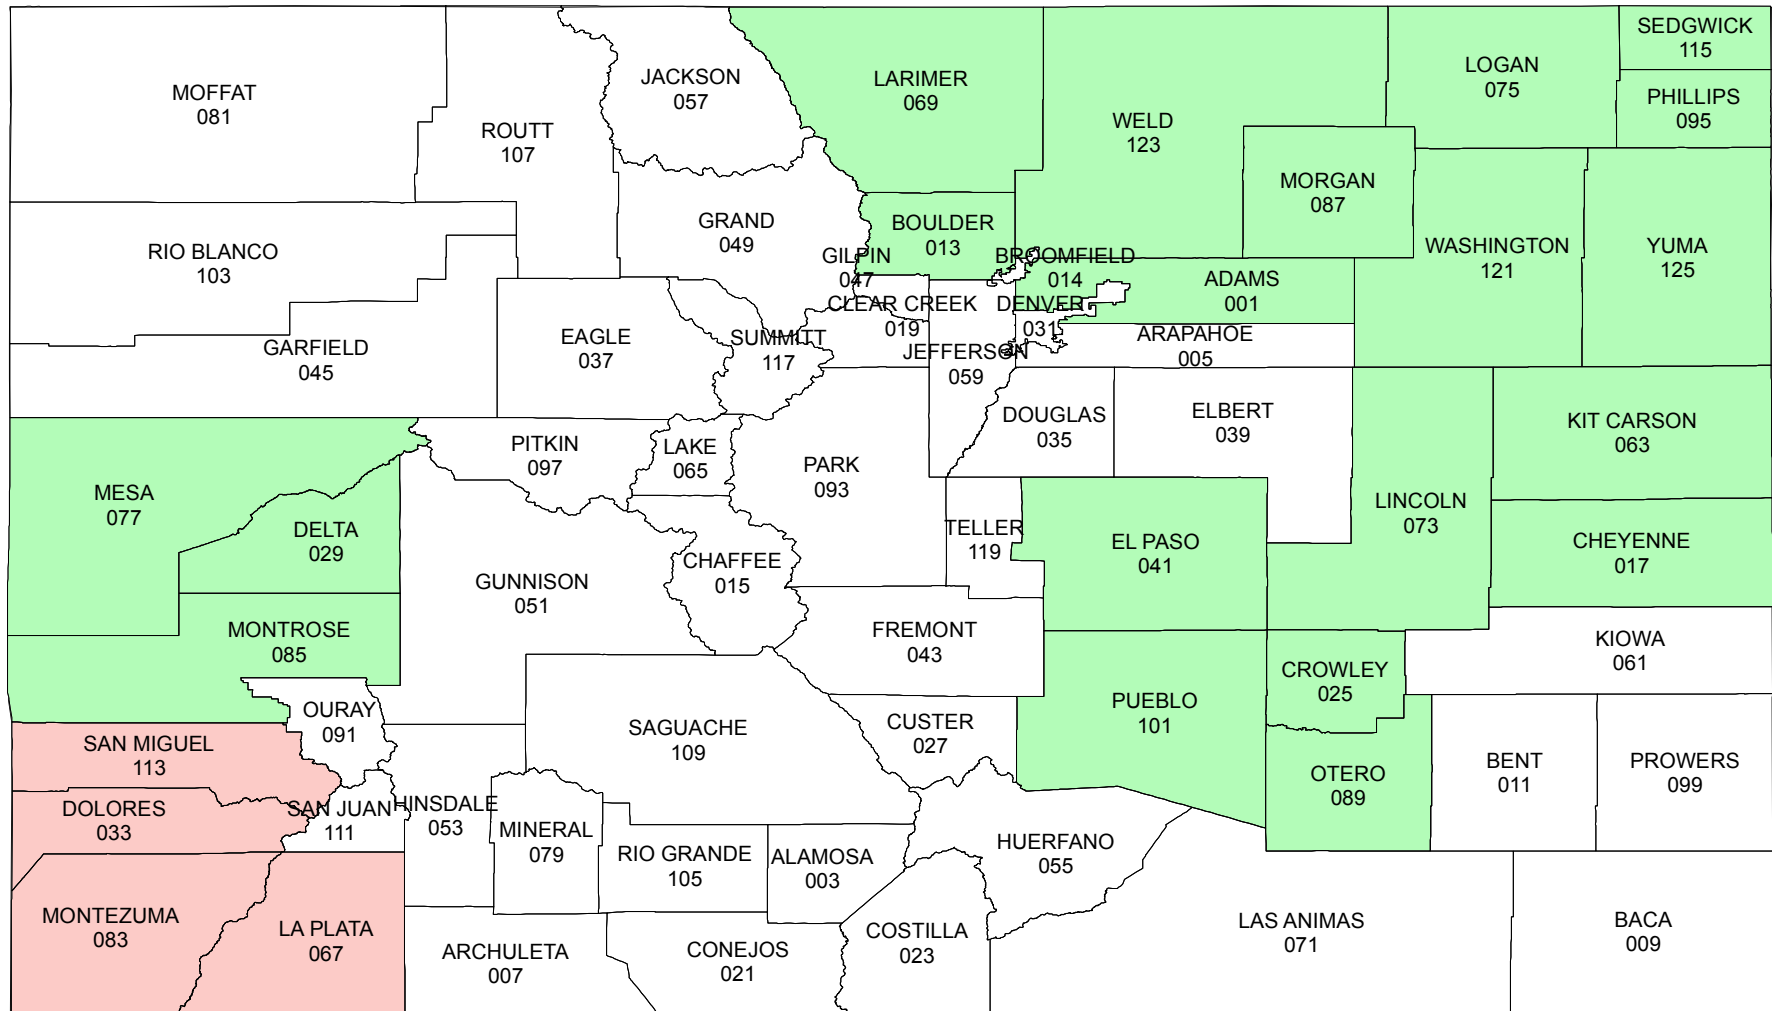 MOFFAT
081
ROUTT
107
JACKSON
057
LARIMER
069
WELD
123
LOGAN
075
SEDGWICK
115
PHILLIPS
095
MORGAN
087
WASHINGTON
121
YUMA
125
RIO BLANCO
103
GRAND
049
BOULDER
013
GILPIN
047
BROOMFIELD
014
ADAMS
001
CLEAR CREEK
019
DENVER
031
ARAPAHOE
005
GARFIELD
045
EAGLE
037
SUMMITT
117
JEFFERSON
059
DOUGLAS
035
ELBERT
039
KIT CARSON
063
PITKIN
097
LAKE
065
PARK
093
MESA
077
DELTA
029
LINCOLN
073
CHEYENNE
017
TELLER
119
EL PASO
041
GUNNISON
051
CHAFFEE
015
MONTROSE
085
FREMONT
043
KIOWA
061
CROWLEY
025
OURAY
091
SAGUACHE
109
CUSTER
027
PUEBLO
101
SAN MIGUEL
113
OTERO
089
BENT
011
PROWERS
099
DOLORES
033
SAN JUAN
111
HINSDALE
053
MINERAL
079
RIO GRANDE
105
ALAMOSA
003
HUERFANO
055
MONTEZUMA
083
LA PLATA
067
ARCHULETA
007
CONEJOS
021
COSTILLA
023
LAS ANIMAS
071
BACA
009